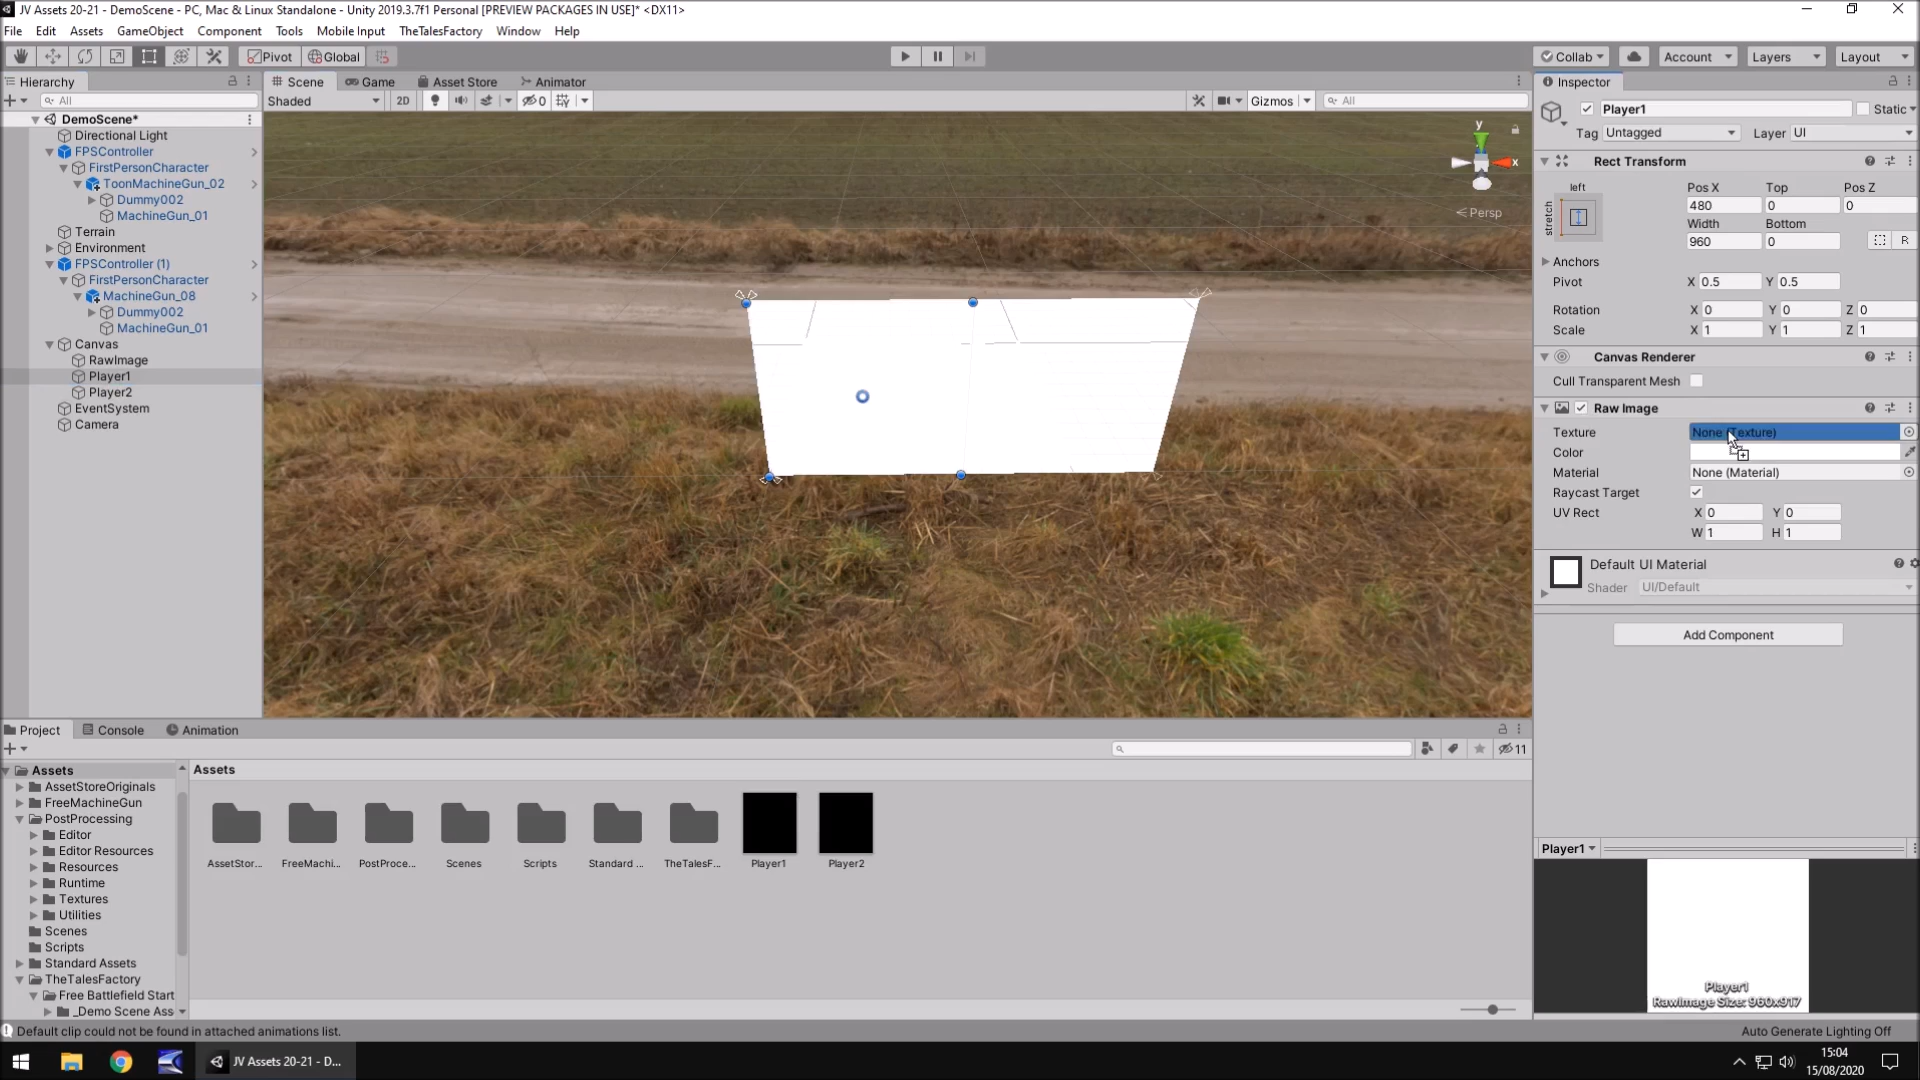 JV Assets 20-21 - DemoScene - PC, Mac & Linux Standalone - Unity 2019.3.7f1 Personal [PREVIEW PACKAGES IN USE]* <DX11>
File Edit Assets GameObject Component Tools Mobile Input TheTalesFactory Window Help
Pivot Global Collab Account Layers Layout
Hierarchy
All
DemoScene*
Directional Light
FPSController
FirstPersonCharacter
ToonMachineGun_02
Dummy002
MachineGun_01
Terrain
Environment
FPSController (1)
FirstPersonCharacter
MachineGun_08
Dummy002
MachineGun_01
Canvas
RawImage
Player1
Player2
EventSystem
Camera
Scene Game Asset Store Animator
Shaded 2D 0 Gizmos All
y
x
Persp
Inspector
Player1 Static
Tag Untagged Layer UI
Rect Transform
left
stretch
Pos X Top Pos Z
480 0 0
Width Bottom
960 0 R
Anchors
Pivot X 0.5 Y 0.5
Rotation X 0 Y 0 Z 0
Scale X 1 Y 1 Z 1
Canvas Renderer
Cull Transparent Mesh
Raw Image
Texture None (Texture)
Color
Material None (Material)
Raycast Target
UV Rect X 0 Y 0
W 1 H 1
Default UI Material
Shader UI/Default
Add Component
Player1
Player1
RawImage Size: 960x917
Project Console Animation
11
Assets
AssetStoreOriginals
FreeMachineGun
PostProcessing
Editor
Editor Resources
Resources
Runtime
Textures
Utilities
Scenes
Scripts
Standard Assets
TheTalesFactory
Free Battlefield Start
_Demo Scene Ass
Assets
AssetStor... FreeMachi... PostProce... Scenes Scripts Standard ... TheTalesF... Player1 Player2
Default clip could not be found in attached animations list.
Auto Generate Lighting Off
JV Assets 20-21 - D...
15:04
15/08/2020